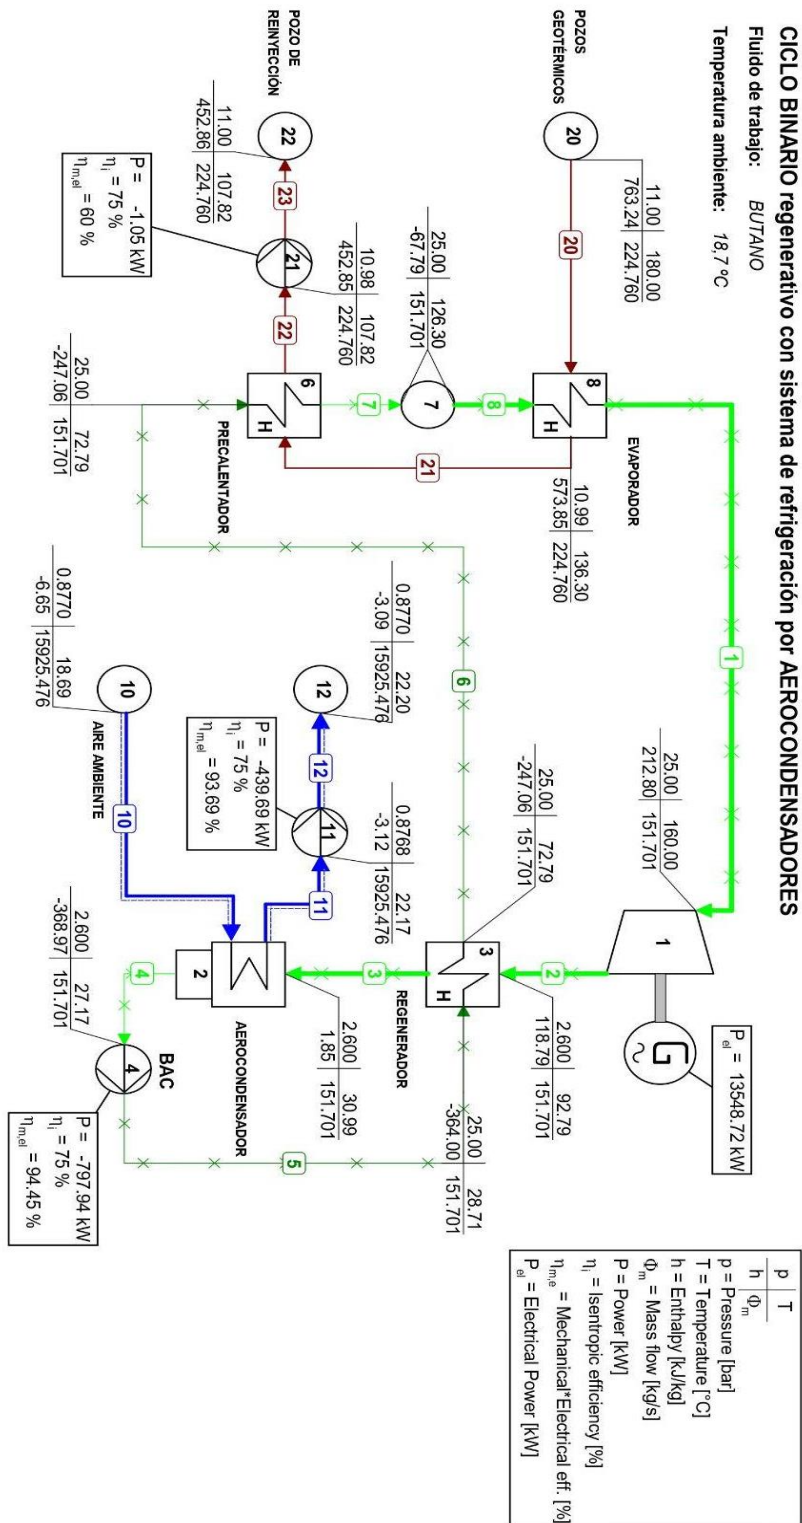 CICLO BINARIO regenerativo con sistema de refrigeración por AEROCONDENSADORES
Fluido de trabajo: BUTANO
Temperatura ambiente: 18,7 ºC
p T
h Φm
p = Pressure [bar]
T = Temperature [°C]
h = Enthalpy [kJ/kg]
Φm = Mass flow [kg/s]
P = Power [kW]
ηi = Isentropic efficiency [%]
ηm,e = Mechanical*Electrical eff. [%]
Pel = Electrical Power [kW]
POZOS
GEOTÉRMICOS
20
11.00 180.00
763.24 224.760
20
8
H
EVAPORADOR
10.99 136.30
573.85 224.760
1
25.00 160.00
212.80 151.701
1
G
~
Pel = 13548.72 kW
25.00 126.30
-67.79 151.701
7
8
7
21
POZO DE
REINYECCIÓN
22
11.00 107.82
452.86 224.760
23
21
P = -1.05 kW
ηi = 75 %
ηm,el = 60 %
10.98 107.82
452.85 224.760
22
6
H
PRECALENTADOR
25.00 72.79
-247.06 151.701
6
25.00 72.79
-247.06 151.701
2
2.600 92.79
118.79 151.701
3
H
REGENERADOR
3
2.600 30.99
1.85 151.701
25.00 28.71
-364.00 151.701
0.8770 22.20
-3.09 15925.476
12
12
11
0.8768 22.17
-3.12 15925.476
11
P = -439.69 kW
ηi = 75 %
ηm,el = 93.69 %
0.8770 18.69
-6.65 15925.476
10
AIRE AMBIENTE
10
2
AEROCONDENSADOR
4
2.600 27.17
-368.97 151.701
4
BAC
5
P = -797.94 kW
ηi = 75 %
ηm,el = 94.45 %